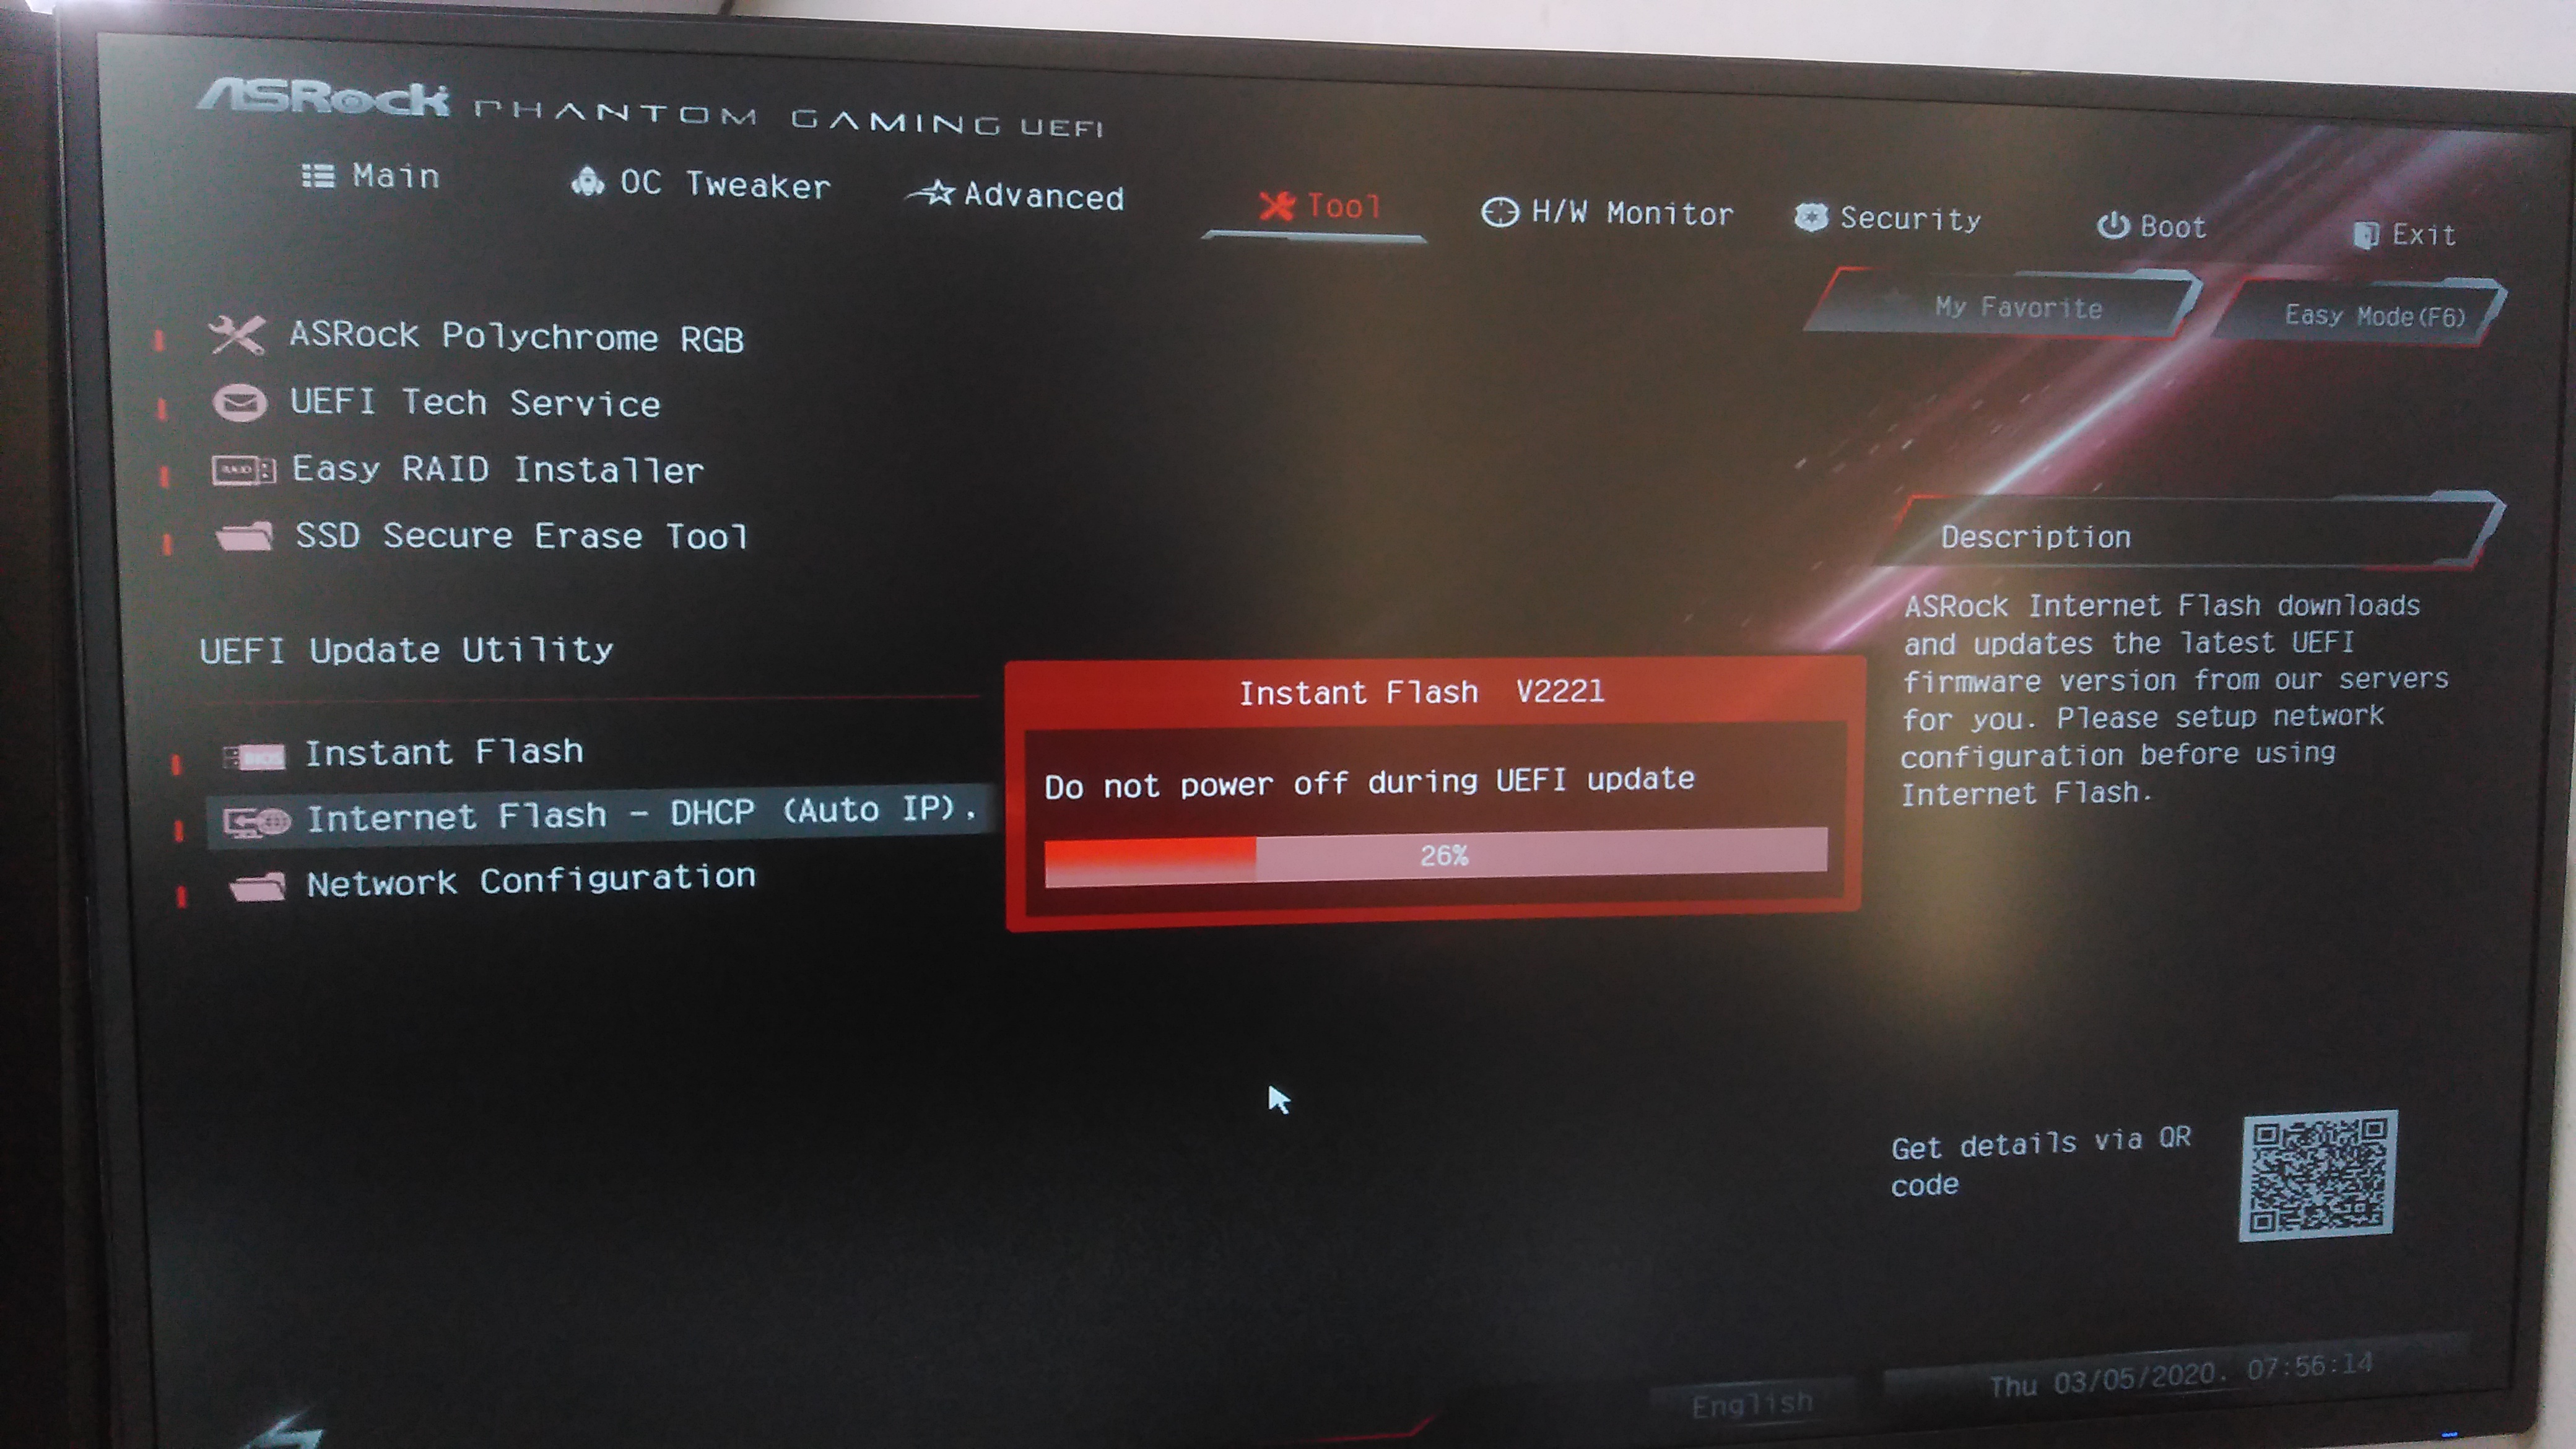 ASRock PHANTOM GAMING UEFI
Main
OC Tweaker
Advanced
Tool
H/W Monitor
Security
Boot
Exit
My Favorite
Easy Mode(F6)
ASRock Polychrome RGB
UEFI Tech Service
RAID
Easy RAID Installer
SSD Secure Erase Tool
UEFI Update Utility
BIOS
Instant Flash
Internet Flash - DHCP (Auto IP).
Network Configuration
Instant Flash V2221
Do not power off during UEFI update
26%
Description
ASRock Internet Flash downloads
and updates the latest UEFI
firmware version from our servers
for you. Please setup network
configuration before using
Internet Flash.
Get details via QR
code
English
Thu 03/05/2020. 07:56:14